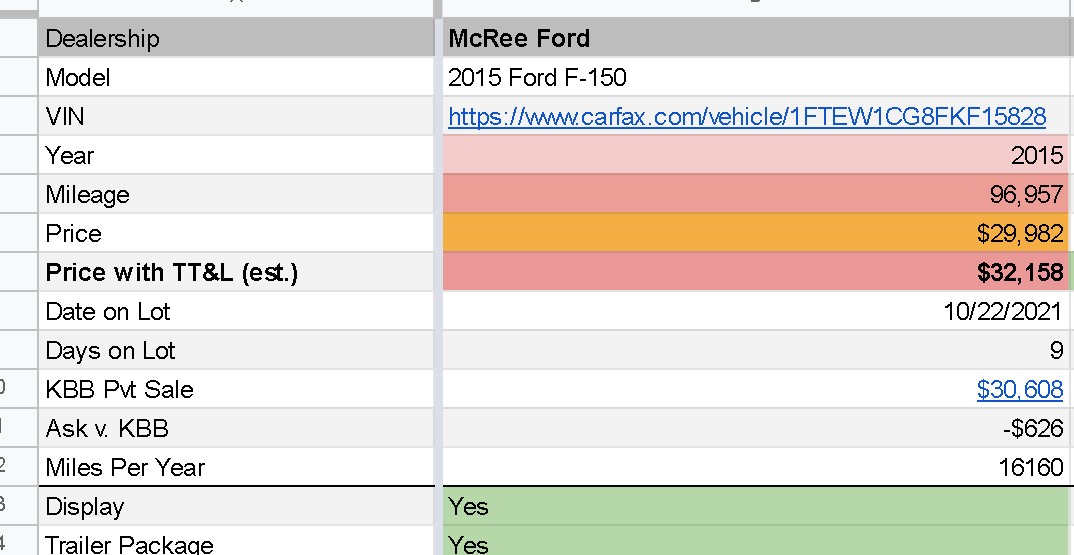 Dealership McRee Ford
Model 2015 Ford F-150
VIN https://www.carfax.com/vehicle/1FTEW1CG8FKF15828
Year 2015
Mileage 96,957
Price $29,982
Price with TT&L (est.) $32,158
Date on Lot 10/22/2021
Days on Lot 9
0 KBB Pvt Sale $30,608
Ask v. KBB -$626
2 Miles Per Year 16160
3 Display Yes
4 Trailer Package Yes